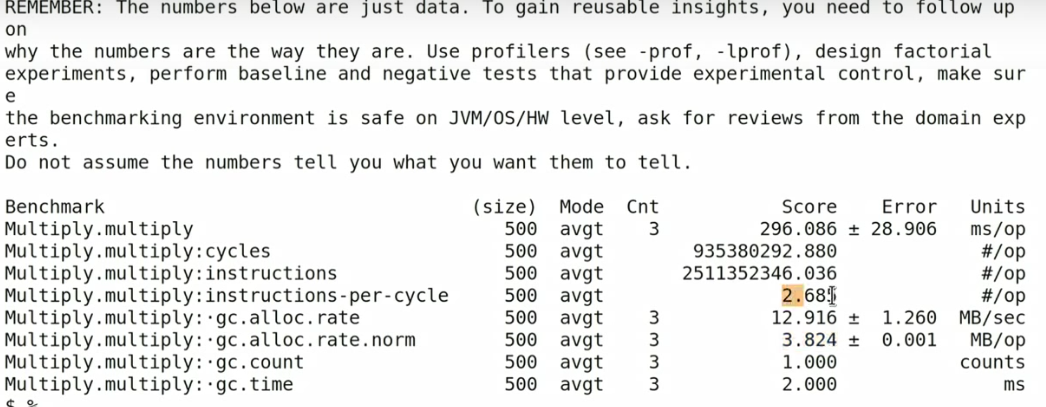 REMEMBER: The numbers below are just data. To gain reusable insights, you need to follow up
on
why the numbers are the way they are. Use profilers (see -prof, -lprof), design factorial
experiments, perform baseline and negative tests that provide experimental control, make sur
e
the benchmarking environment is safe on JVM/OS/HW level, ask for reviews from the domain exp
erts.
Do not assume the numbers tell you what you want them to tell.
Benchmark (size) Mode Cnt Score Error Units
Multiply.multiply 500 avgt 3 296.086 ± 28.906 ms/op
Multiply.multiply:cycles 500 avgt 935380292.880 #/op
Multiply.multiply:instructions 500 avgt 2511352346.036 #/op
Multiply.multiply:instructions-per-cycle 500 avgt 2.685 #/op
Multiply.multiply:·gc.alloc.rate 500 avgt 3 12.916 ± 1.260 MB/sec
Multiply.multiply:·gc.alloc.rate.norm 500 avgt 3 3.824 ± 0.001 MB/op
Multiply.multiply:·gc.count 500 avgt 3 1.000 counts
Multiply.multiply:·gc.time 500 avgt 3 2.000 ms